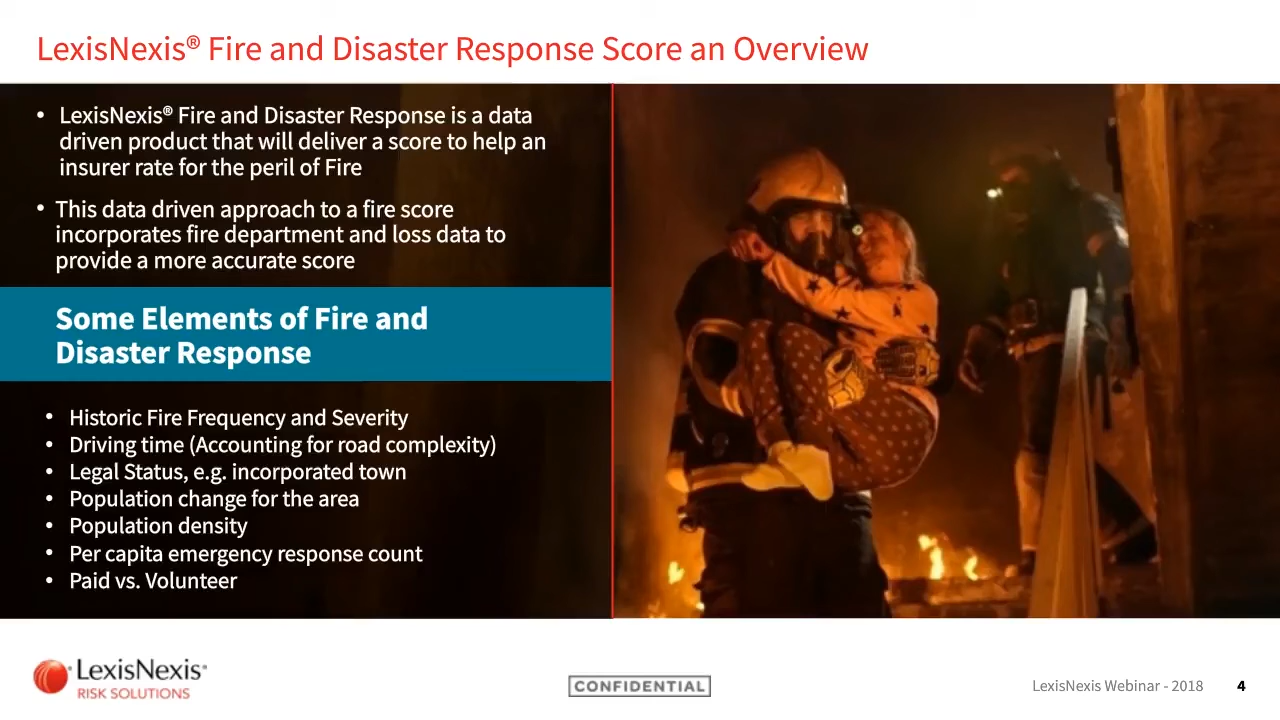 LexisNexis® Fire and Disaster Response Score an Overview
• LexisNexis® Fire and Disaster Response is a data
driven product that will deliver a score to help an
insurer rate for the peril of Fire
• This data driven approach to a fire score
incorporates fire department and loss data to
provide a more accurate score
Some Elements of Fire and
Disaster Response
• Historic Fire Frequency and Severity
• Driving time (Accounting for road complexity)
• Legal Status, e.g. incorporated town
• Population change for the area
• Population density
• Per capita emergency response count
• Paid vs. Volunteer
LexisNexis®
RISK SOLUTIONS
CONFIDENTIAL
LexisNexis Webinar - 2018 4